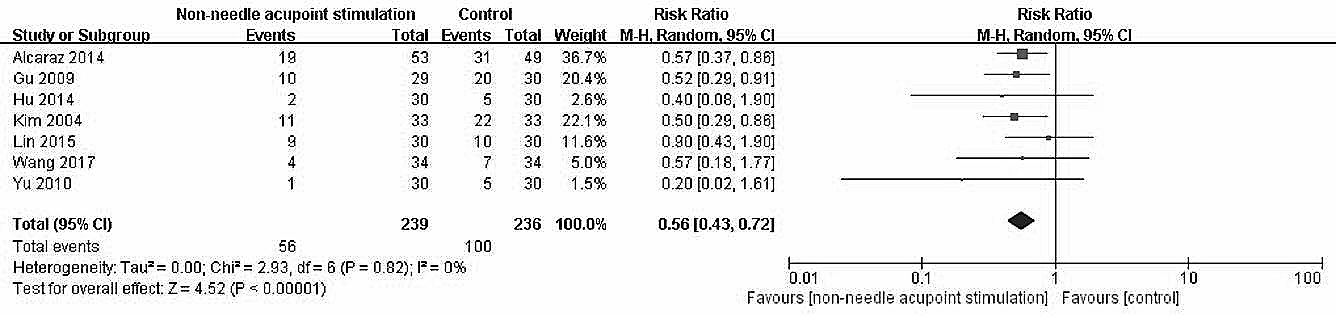 Non-needle acupoint stimulation Control Risk Ratio Risk Ratio
Study or Subgroup Events Total Events Total Weight M-H, Random, 95% CI M-H, Random, 95% CI
Alcaraz 2014 19 53 31 49 36.7% 0.57 [0.37, 0.86]
Gu 2009 10 29 20 30 20.4% 0.52 [0.29, 0.91]
Hu 2014 2 30 5 30 2.6% 0.40 [0.08, 1.90]
Kim 2004 11 33 22 33 22.1% 0.50 [0.29, 0.86]
Lin 2015 9 30 10 30 11.6% 0.90 [0.43, 1.90]
Wang 2017 4 34 7 34 5.0% 0.57 [0.18, 1.77]
Yu 2010 1 30 5 30 1.5% 0.20 [0.02, 1.61]
Total (95% CI) 239 236 100.0% 0.56 [0.43, 0.72]
Total events 56 100
Heterogeneity: Tau² = 0.00; Chi² = 2.93, df = 6 (P = 0.82); I² = 0%
Test for overall effect: Z = 4.52 (P < 0.00001)
0.01 0.1 1 10 100
Favours [non-needle acupoint stimulation] Favours [control]